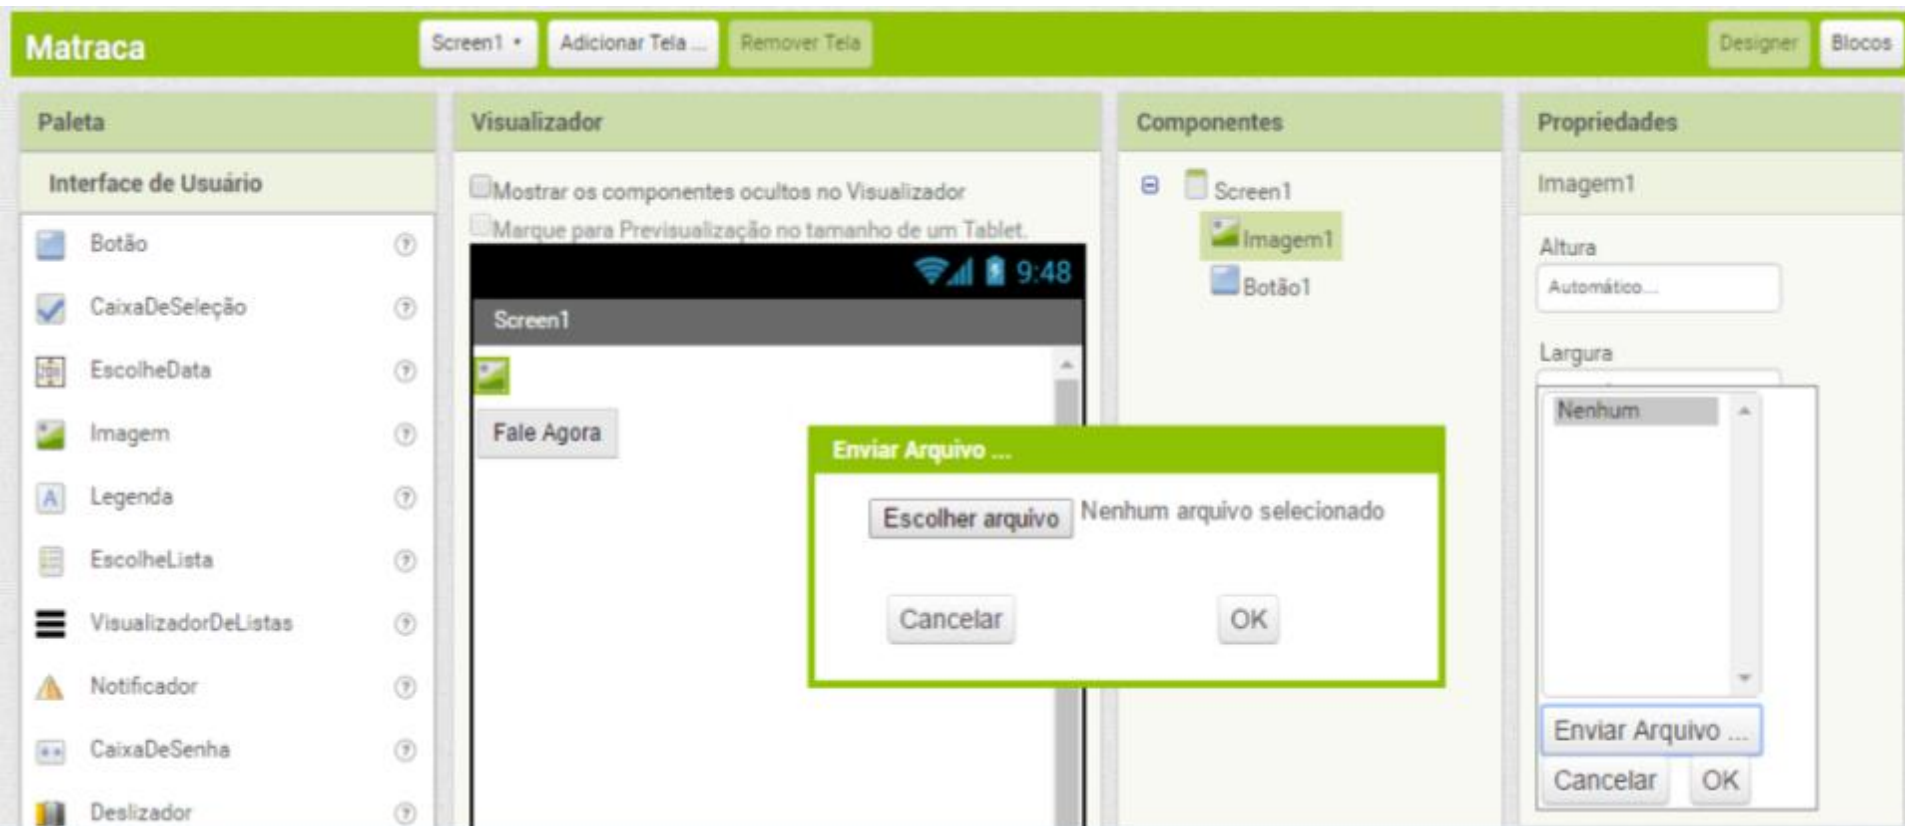 Matraca
Screen1
Adicionar Tela ...
Remover Tela
Designer
Blocos
Paleta
Interface de Usuário
Botão
CaixaDeSeleção
EscolheData
Imagem
Legenda
EscolheLista
VisualizadorDeListas
Notificador
CaixaDeSenha
Deslizador
Visualizador
Mostrar os componentes ocultos no Visualizador
Marque para Previsualização no tamanho de um Tablet.
9:48
Screen1
Fale Agora
Enviar Arquivo ...
Escolher arquivo Nenhum arquivo selecionado
Cancelar OK
Componentes
Screen1
Imagem1
Botão1
Propriedades
Imagem1
Altura
Automático...
Largura
Nenhum
Enviar Arquivo ...
Cancelar OK